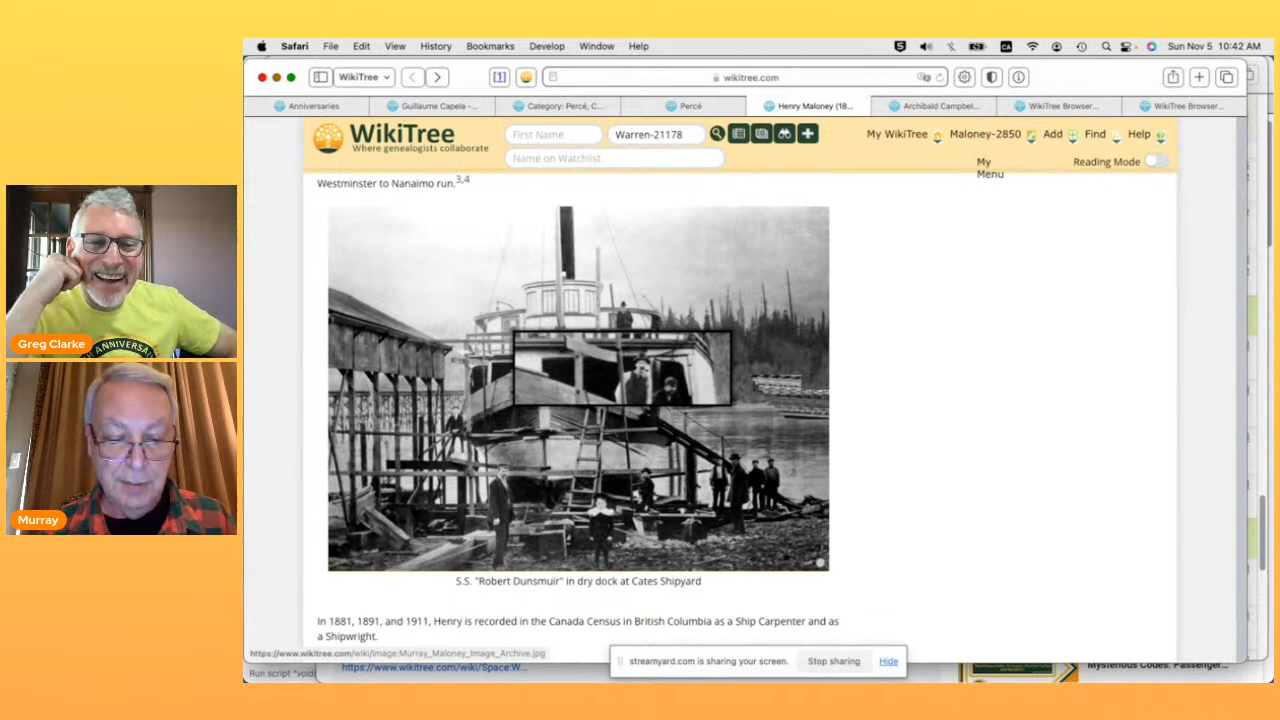 Safari File Edit View History Bookmarks Develop Window Help CA Sun Nov 5 10:42 AM
WikiTree [1] wikitree.com
Anniversaries Guillaume Capela -... Category: Percé, C... Percé Henry Maloney (18... Archibald Campbel... WikiTree Browser... WikiTree Browser...
WikiTree
Where genealogists collaborate
First Name Warren-21178
Name on Watchlist
My WikiTree Maloney-2850 Add Find Help
My Menu
Reading Mode
Westminster to Nanaimo run.3,4
S.S. "Robert Dunsmuir" in dry dock at Cates Shipyard
In 1881, 1891, and 1911, Henry is recorded in the Canada Census in British Columbia as a Ship Carpenter and as
a Shipwright.
https://www.wikitree.com/wiki/Image:Murray_Maloney_Image_Archive.jpg
Run script "void
https://www.wikitree.com/wiki/Space:W...
streamyard.com is sharing your screen. Stop sharing Hide
Mysterious Codes: Passenger...
Greg Clarke
H ANNIVERSA
Murray